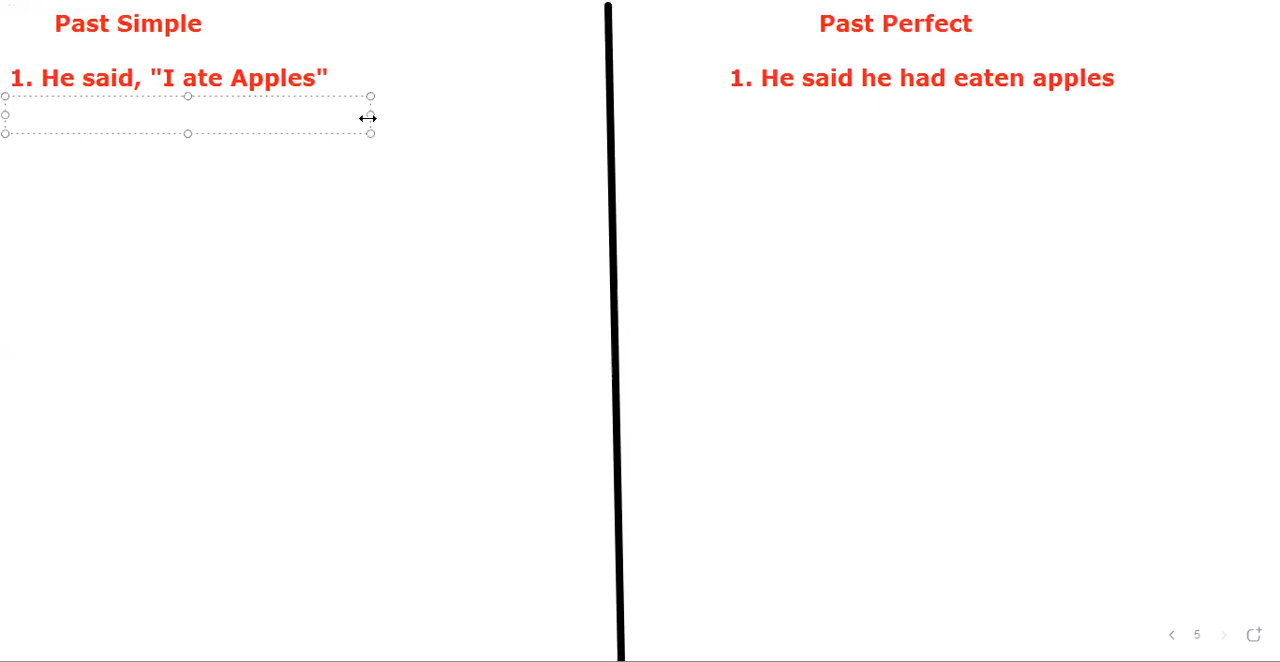 Past Simple
1. He said, "I ate Apples"
Past Perfect
1. He said he had eaten apples
5